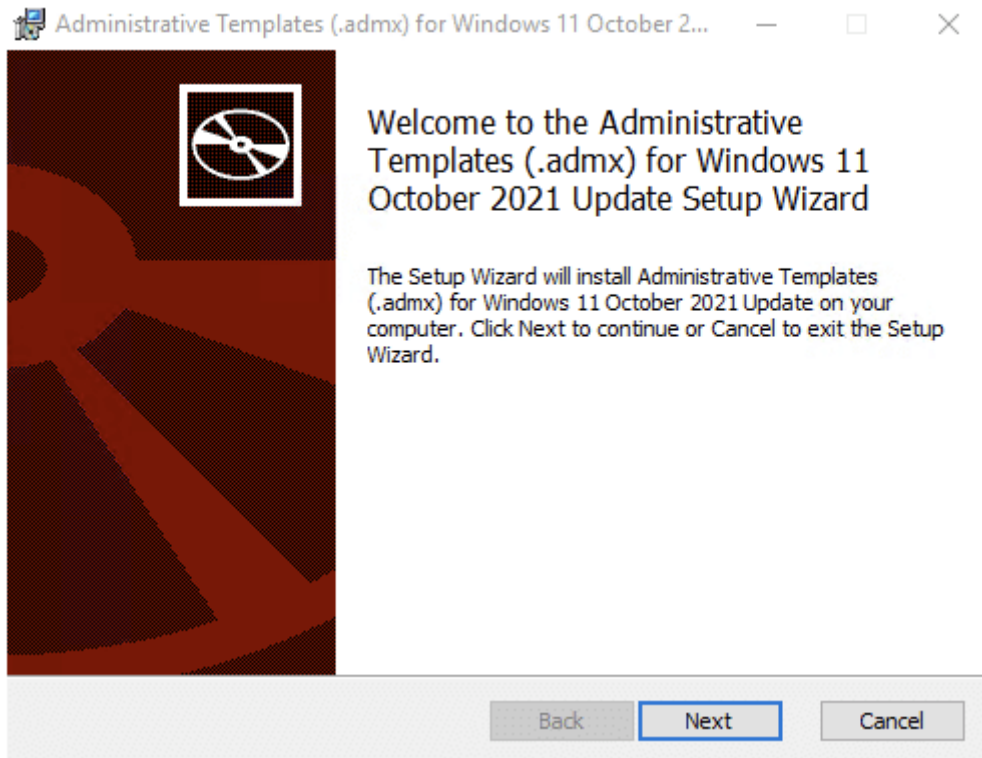 Administrative Templates (.admx) for Windows 11 October 2...
Welcome to the Administrative
Templates (.admx) for Windows 11
October 2021 Update Setup Wizard
The Setup Wizard will install Administrative Templates
(.admx) for Windows 11 October 2021 Update on your
computer. Click Next to continue or Cancel to exit the Setup
Wizard.
Back Next Cancel